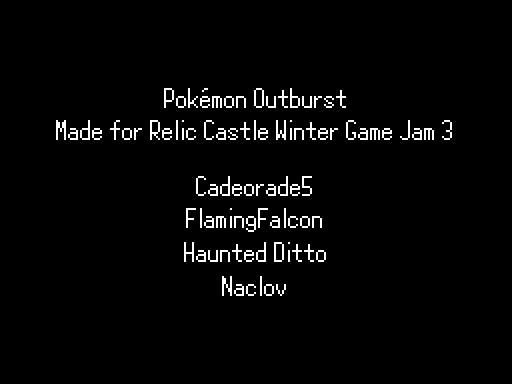 Pokémon Outburst
Made for Relic Castle Winter Game Jam 3
Cadeorade5
FlamingFalcon
Haunted Ditto
Naclov